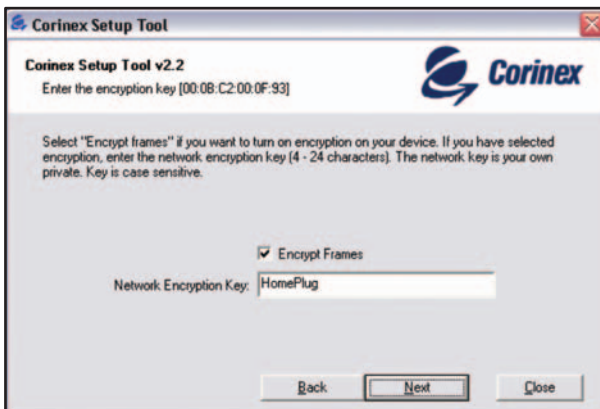 Corinex Setup Tool
Corinex Setup Tool v2.2
Enter the encryption key [00:0B:C2:00:0F:93]
Corinex
Select "Encrypt frames" if you want to turn on encryption on your device. If you have selected
encryption, enter the network encryption key (4 - 24 characters). The network key is your own
private. Key is case sensitive.
Encrypt Frames
Network Encryption Key: HomePlug
Back Next Close